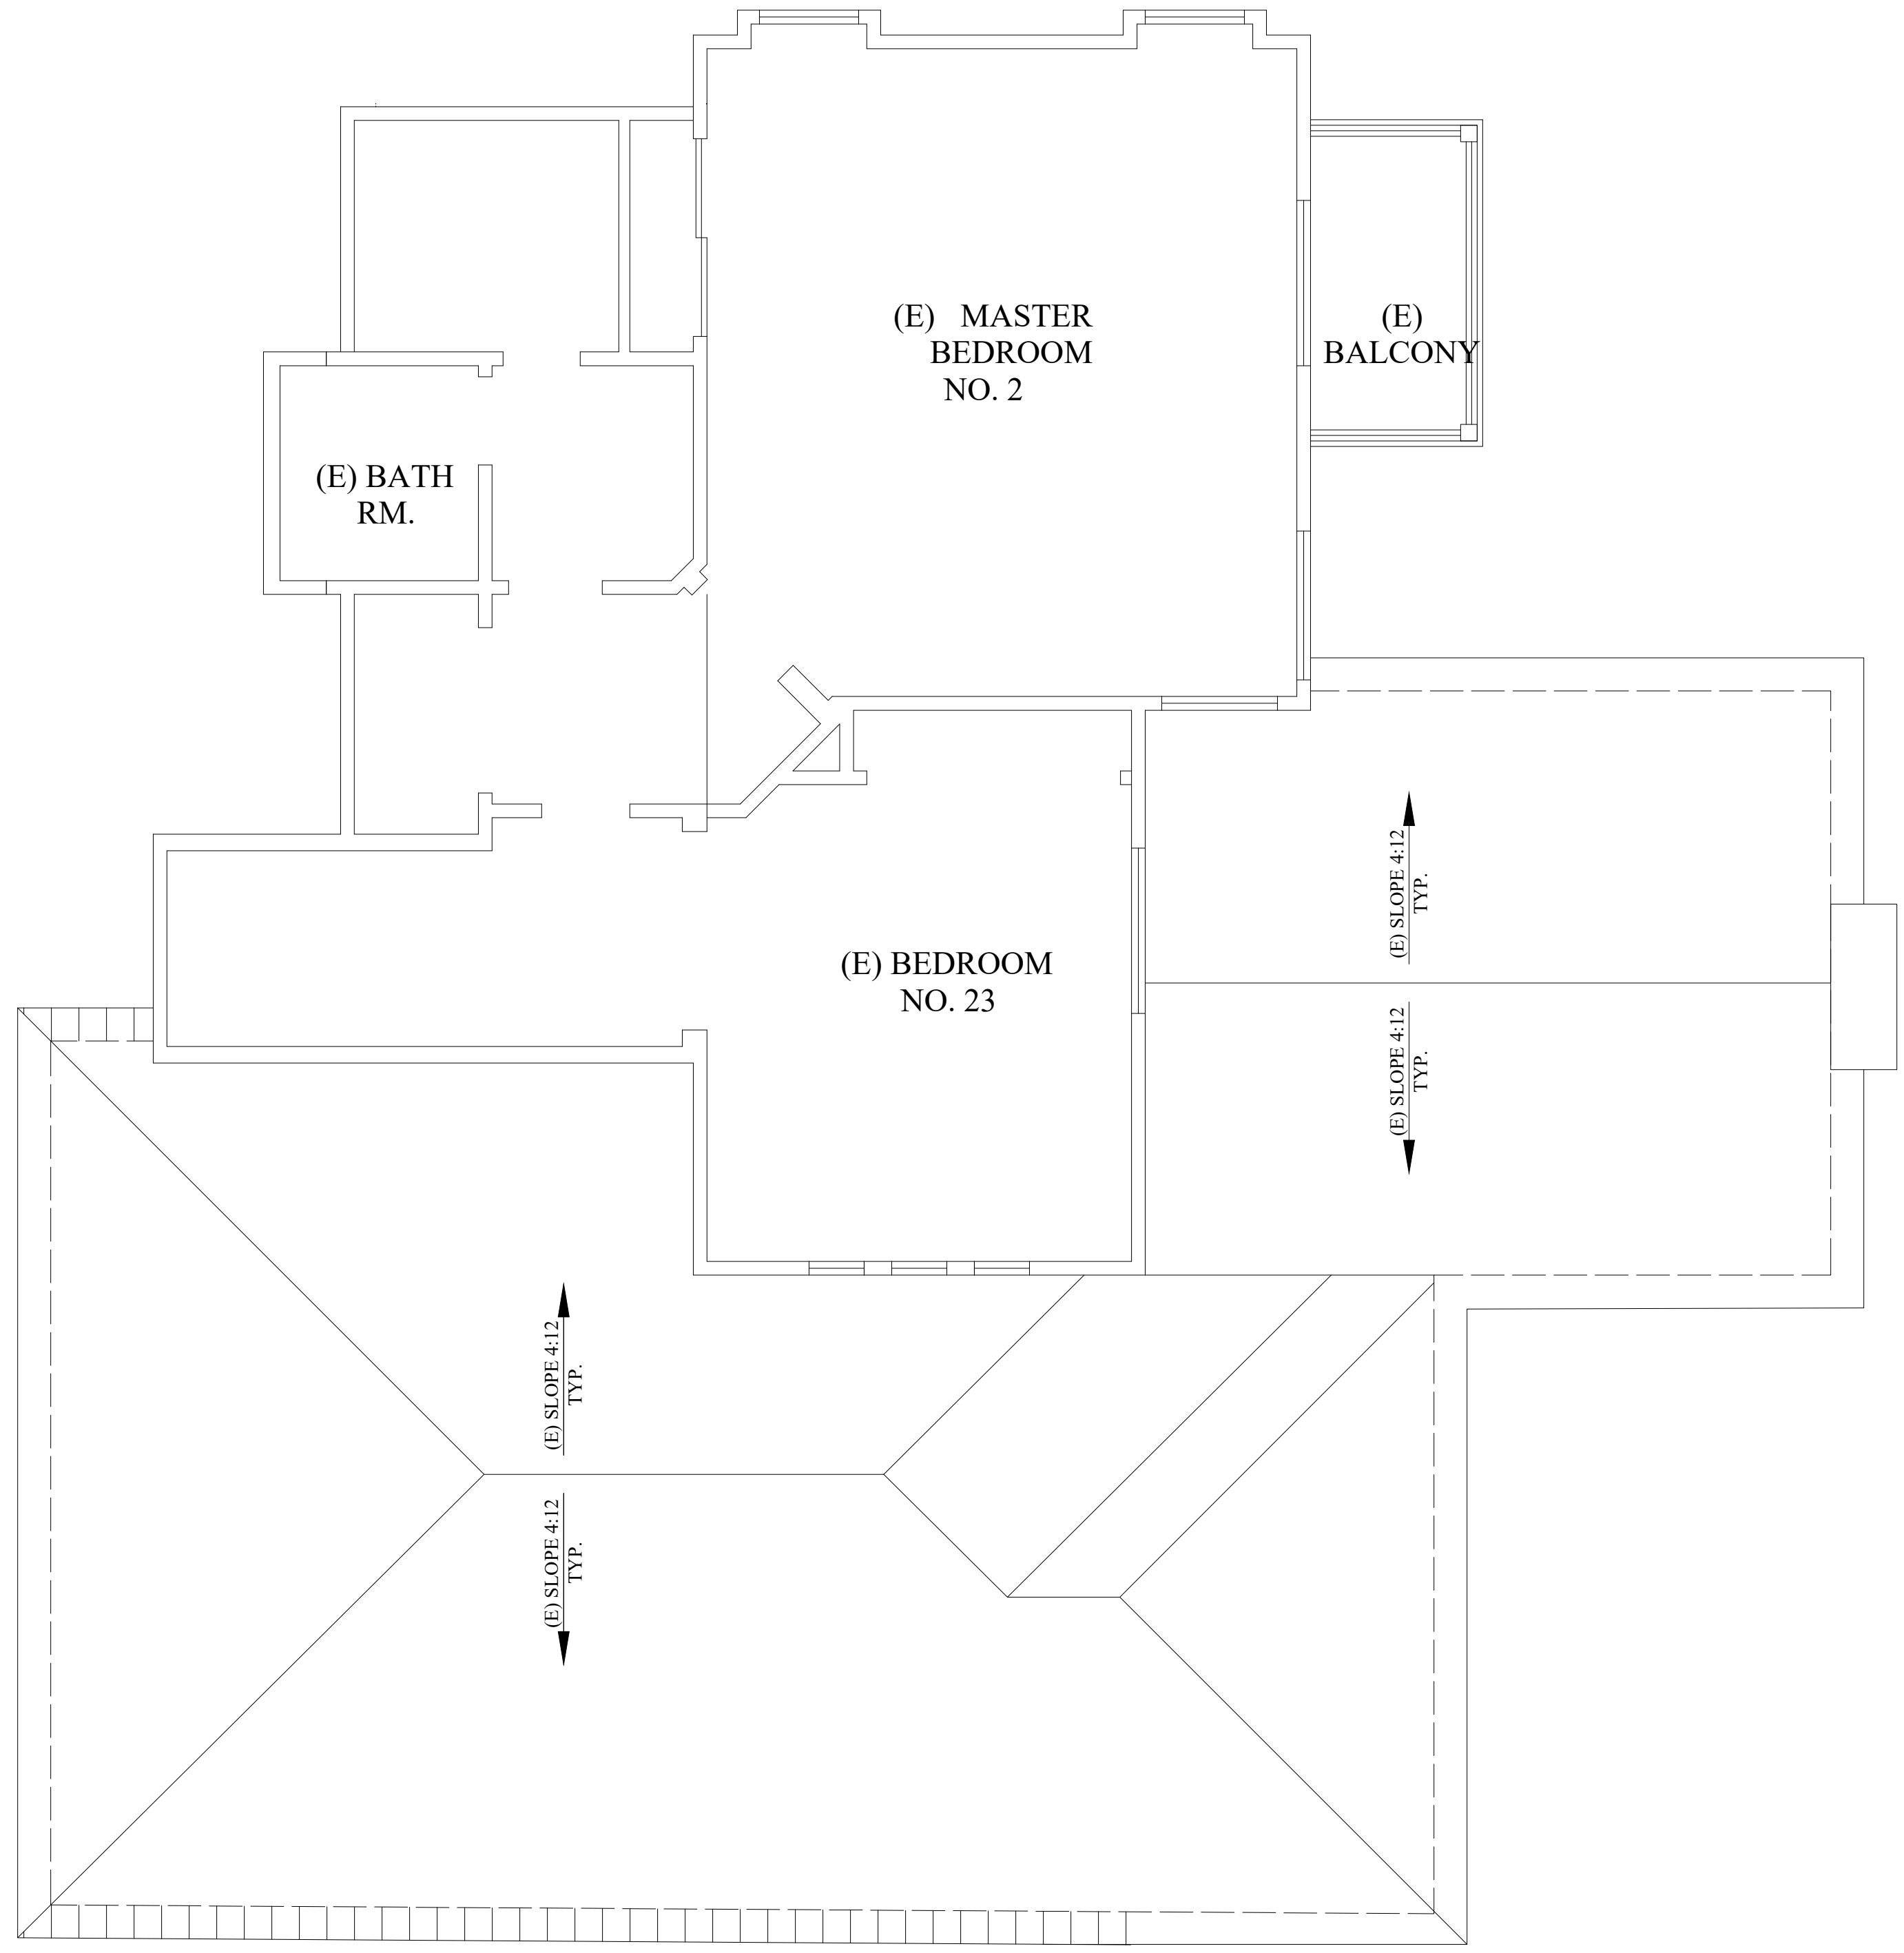 (E) MASTER
BEDROOM
NO. 2
(E)
BALCONY
(E) BATH
RM.
(E) SLOPE 4:12
TYP.
(E) BEDROOM
NO. 23
(E) SLOPE 4:12
TYP.
(E) SLOPE 4:12
TYP.
(E) SLOPE 4:12
TYP.